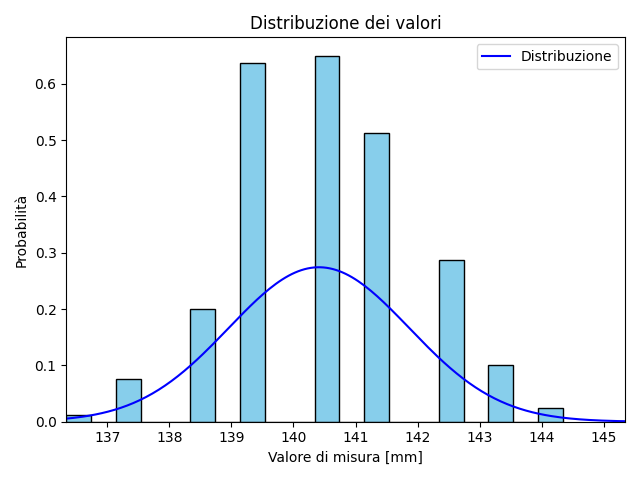 Distribuzione dei valori
Distribuzione
Probabilità
0.6
0.5
0.4
0.3
0.2
0.1
0.0
137 138 139 140 141 142 143 144 145
Valore di misura [mm]